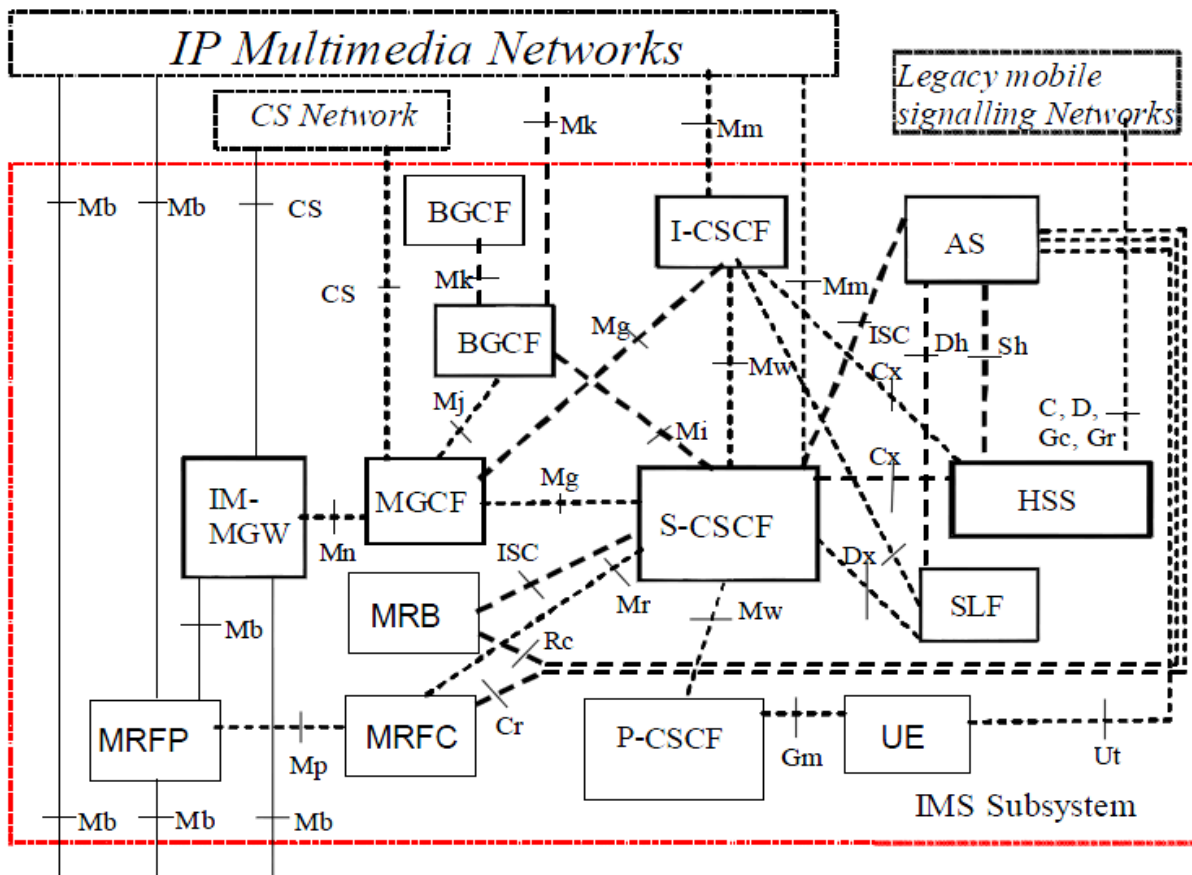 IP Multimedia Networks
Legacy mobile
signalling Networks
CS Network
Mk
Mm
Mb
Mb
CS
BGCF
I-CSCF
AS
CS
Mk
Mm
Mg
ISC
BGCF
Dh
Sh
Mw
Cx
Mj
Mi
C, D,
Gc, Gr
Cx
IM-
MGW
MGCF
Mg
S-CSCF
HSS
Mn
ISC
Dx
Mr
MRB
Mw
SLF
Mb
Rc
Cr
MRFP
MRFC
P-CSCF
UE
Mp
Gm
Ut
IMS Subsystem
Mb
Mb
Mb